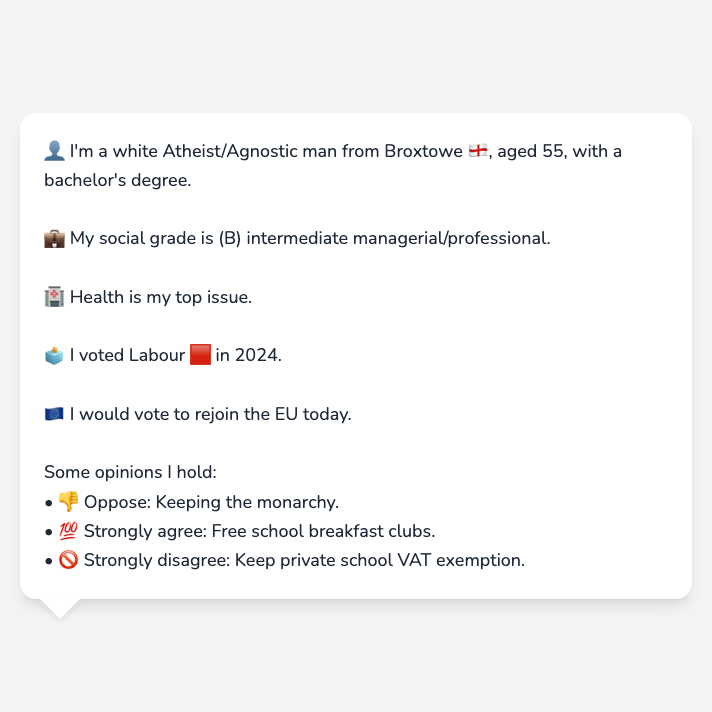 👤 I'm a white Atheist/Agnostic man from Broxtowe 🏴󠁧󠁢󠁥󠁮󠁧󠁿, aged 55, with a
bachelor's degree.
💼 My social grade is (B) intermediate managerial/professional.
🏥 Health is my top issue.
🗳️ I voted Labour 🟥 in 2024.
🇪🇺 I would vote to rejoin the EU today.
Some opinions I hold:
• 👎 Oppose: Keeping the monarchy.
• 💯 Strongly agree: Free school breakfast clubs.
• 🚫 Strongly disagree: Keep private school VAT exemption.